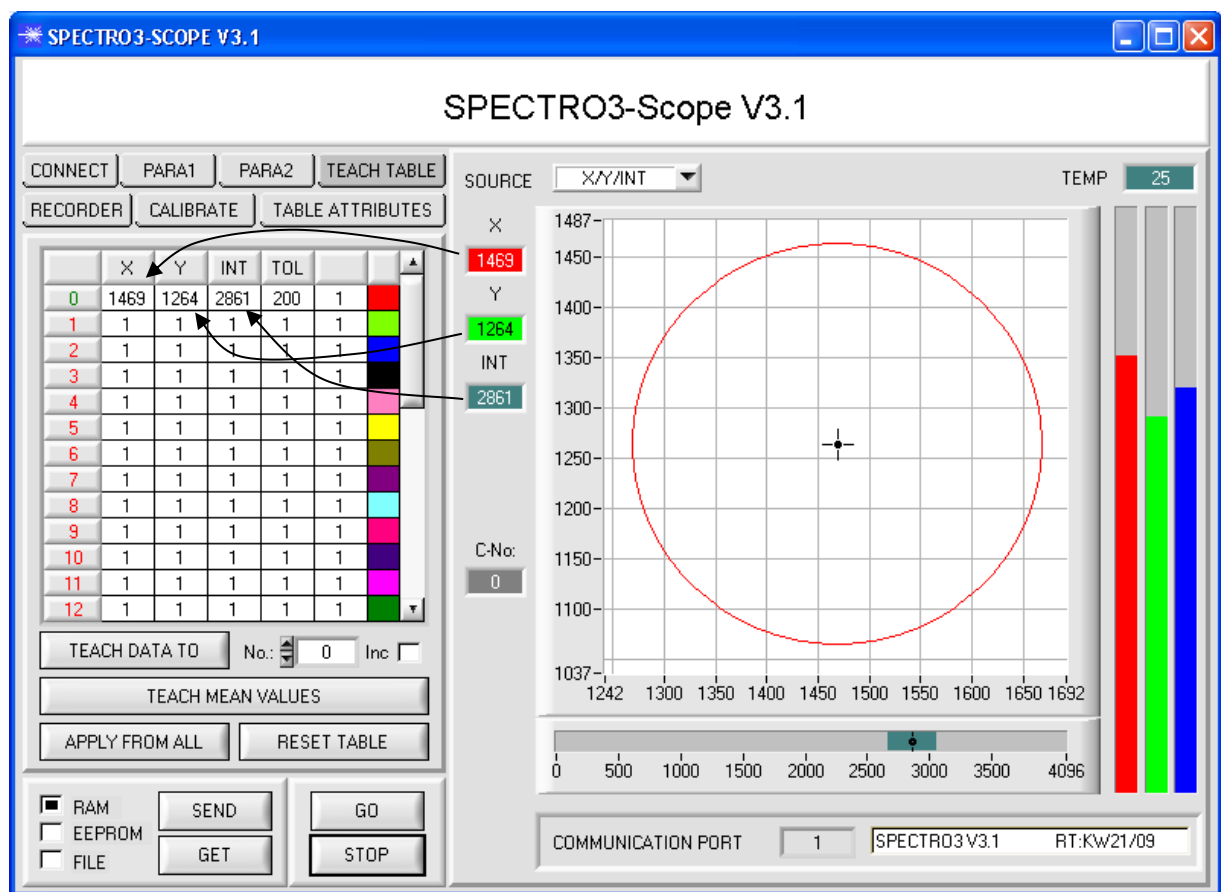 SPECTRO3-SCOPE V3.1
SPECTRO3-Scope V3.1
CONNECT PARA1 PARA2 TEACH TABLE
RECORDER CALIBRATE TABLE ATTRIBUTES
X Y INT TOL
0 1469 1264 2861 200 1
1 1 1 1 1 1
2 1 1 1 1 1
3 1 1 1 1 1
4 1 1 1 1 1
5 1 1 1 1 1
6 1 1 1 1 1
7 1 1 1 1 1
8 1 1 1 1 1
9 1 1 1 1 1
10 1 1 1 1 1
11 1 1 1 1 1
12 1 1 1 1 1
TEACH DATA TO No.: 0 Inc
TEACH MEAN VALUES
APPLY FROM ALL RESET TABLE
RAM
EEPROM
FILE
SEND
GET
GO
STOP
SOURCE X/Y/INT
TEMP 25
X
1469
Y
1264
INT
2861
C-No:
0
1487
1450
1400
1350
1300
1250
1200
1150
1100
1037
1242 1300 1350 1400 1450 1500 1550 1600 1650 1692
0 500 1000 1500 2000 2500 3000 3500 4096
COMMUNICATION PORT 1 SPECTRO3 V3.1 RT:KW21/09